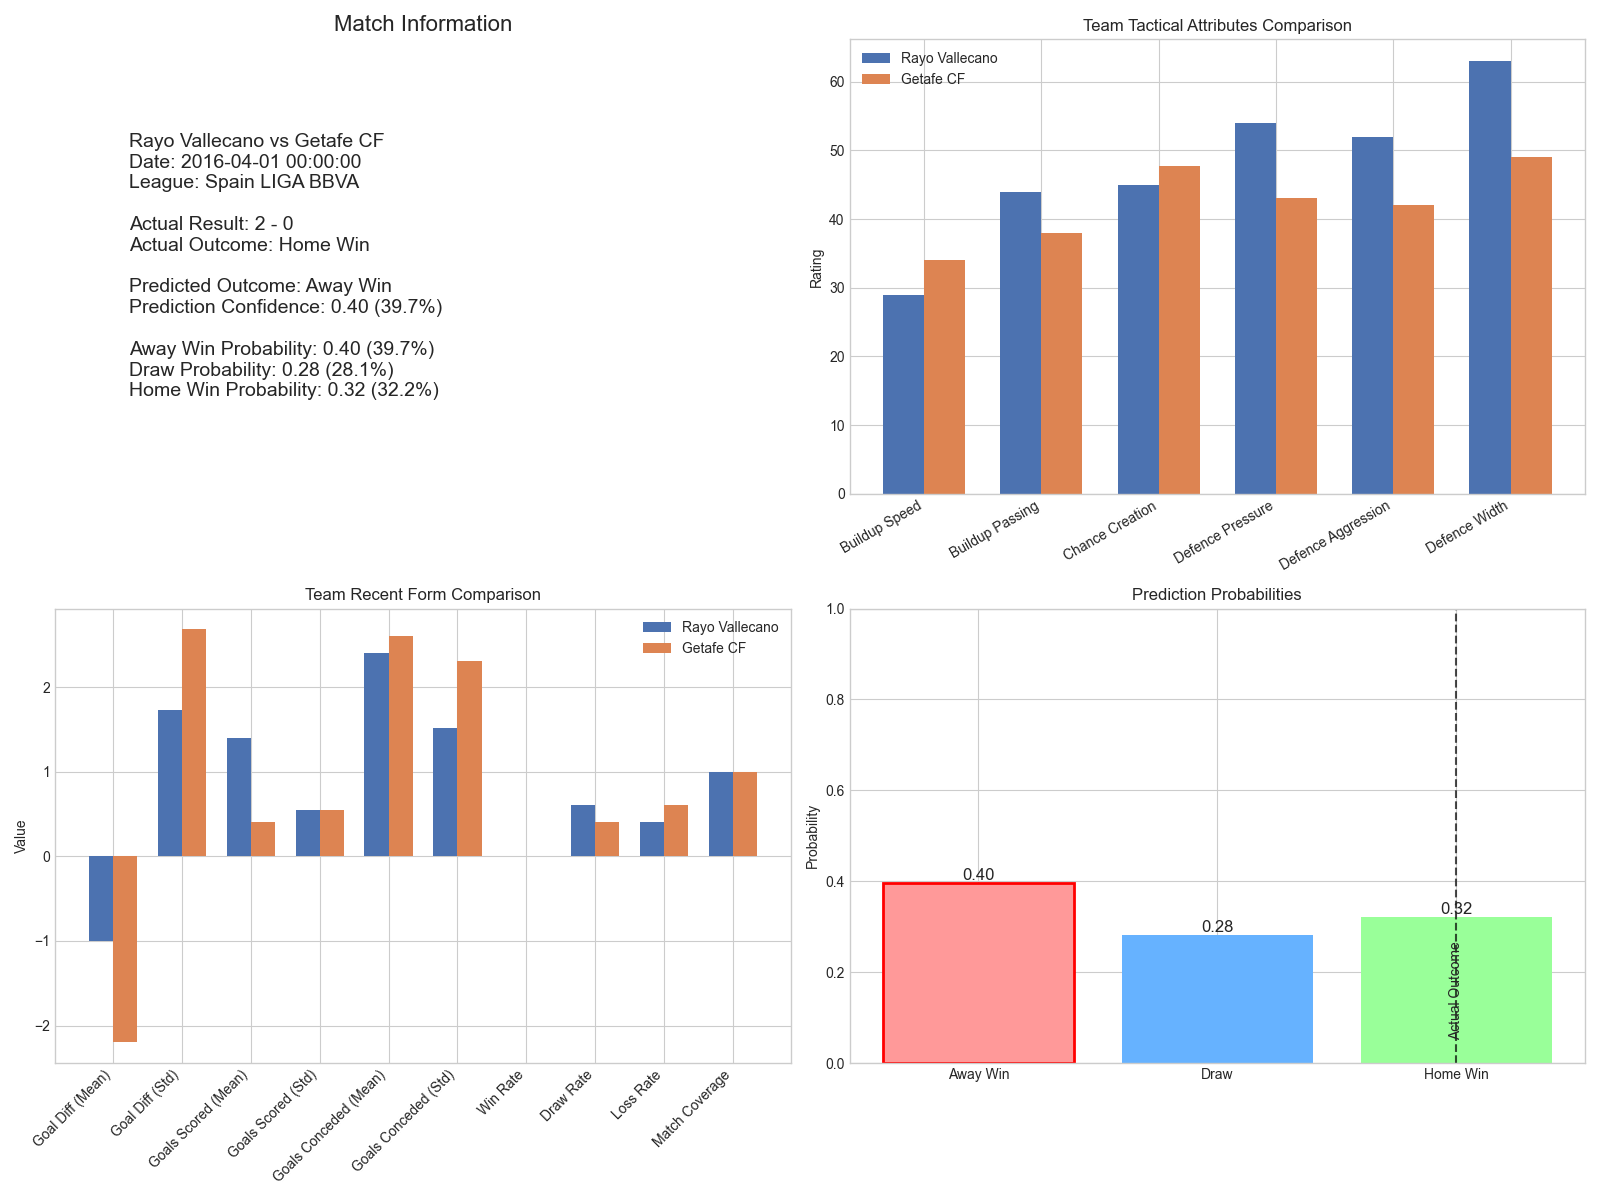 Match Information
Rayo Vallecano vs Getafe CF
Date: 2016-04-01 00:00:00
League: Spain LIGA BBVA
Actual Result: 2 - 0
Actual Outcome: Home Win
Predicted Outcome: Away Win
Prediction Confidence: 0.40 (39.7%)
Away Win Probability: 0.40 (39.7%)
Draw Probability: 0.28 (28.1%)
Home Win Probability: 0.32 (32.2%)
Team Tactical Attributes Comparison
Rayo Vallecano
Getafe CF
Rating
60
50
40
30
20
10
0
Buildup Speed
Buildup Passing
Chance Creation
Defence Pressure
Defence Aggression
Defence Width
Team Recent Form Comparison
Rayo Vallecano
Getafe CF
Value
2
1
0
−1
−2
Goal Diff (Mean)
Goal Diff (Std)
Goals Scored (Mean)
Goals Scored (Std)
Goals Conceded (Mean)
Goals Conceded (Std)
Win Rate
Draw Rate
Loss Rate
Match Coverage
Prediction Probabilities
Probability
1.0
0.8
0.6
0.4
0.2
0.0
0.40
0.28
0.32
Actual Outcome
Away Win
Draw
Home Win